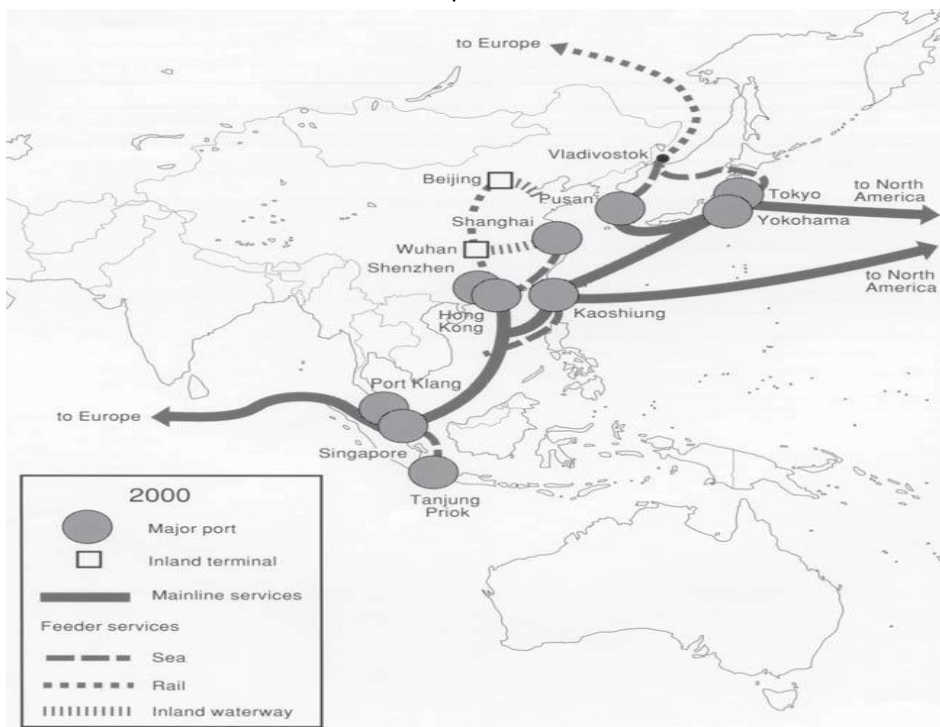 to Europe
Vladivostok
Beijing
Pusan
Tokyo
to North
America
Shanghai
Yokohama
Wuhan
Shenzhen
to North
America
Hong
Kong
Kaoshiung
Port Klang
to Europe
Singapore
Tanjung
Priok
2000
Major port
Inland terminal
Mainline services
Feeder services
Sea
Rail
Inland waterway